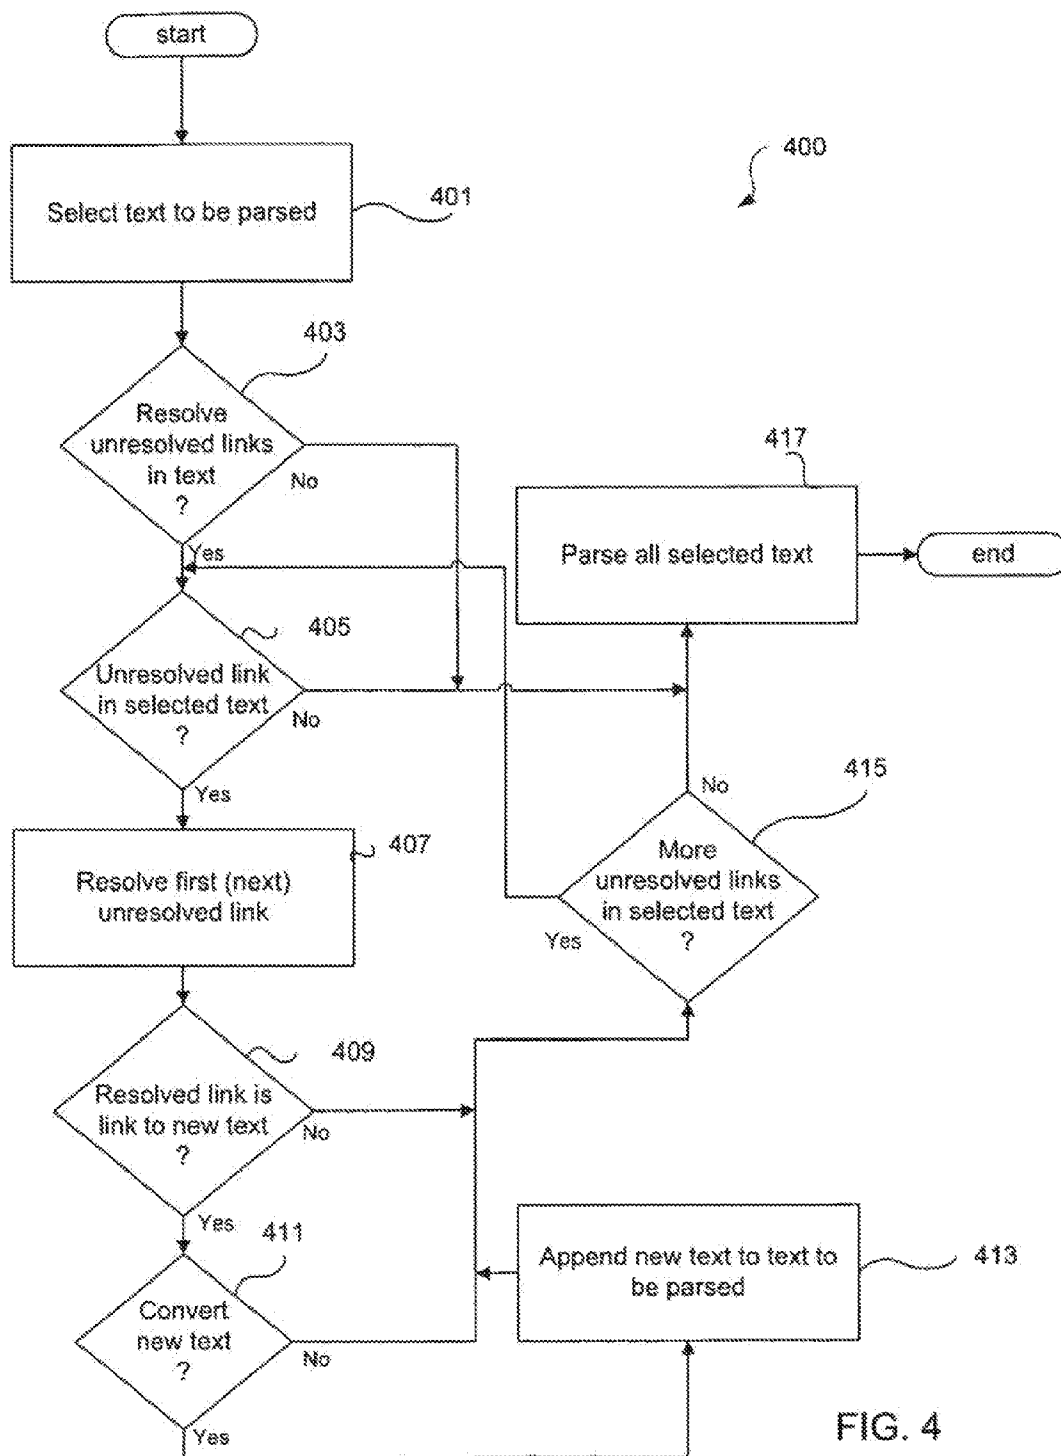 start
400
Select text to be parsed
401
403
Resolve
unresolved links
in text
?
No
Yes
417
Parse all selected text
end
405
Unresolved link
in selected text
?
No
Yes
415
No
More
unresolved links
in selected text
?
Yes
407
Resolve first (next)
unresolved link
409
Resolved link is
link to new text
?
No
Yes
411
Convert
new text
?
No
Yes
Append new text to text to
be parsed
413
FIG. 4